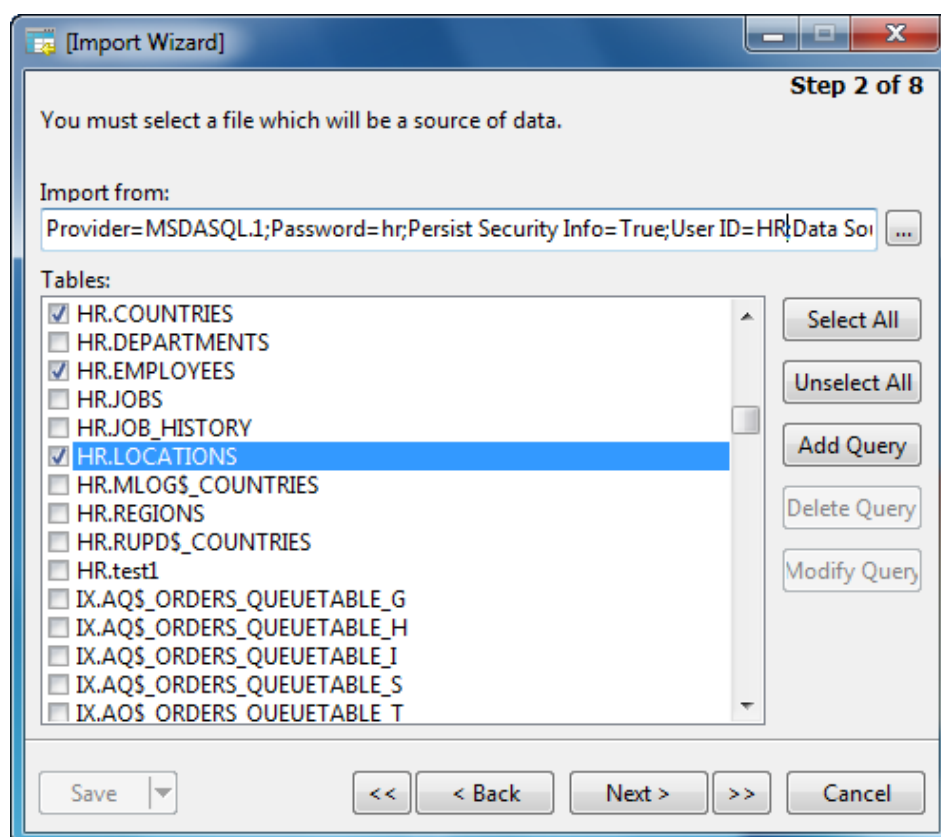 [Import Wizard]
Step 2 of 8
You must select a file which will be a source of data.
Import from:
Provider=MSDASQL.1;Password=hr;Persist Security Info=True;User ID=HR;Data Sou
...
Tables:
HR.COUNTRIES
HR.DEPARTMENTS
HR.EMPLOYEES
HR.JOBS
HR.JOB_HISTORY
HR.LOCATIONS
HR.MLOG$_COUNTRIES
HR.REGIONS
HR.RUPD$_COUNTRIES
HR.test1
IX.AQ$_ORDERS_QUEUETABLE_G
IX.AQ$_ORDERS_QUEUETABLE_H
IX.AQ$_ORDERS_QUEUETABLE_I
IX.AQ$_ORDERS_QUEUETABLE_S
IX.AQ$_ORDERS_QUEUETABLE_T
Select All
Unselect All
Add Query
Delete Query
Modify Query
Save
<<
< Back
Next >
>>
Cancel